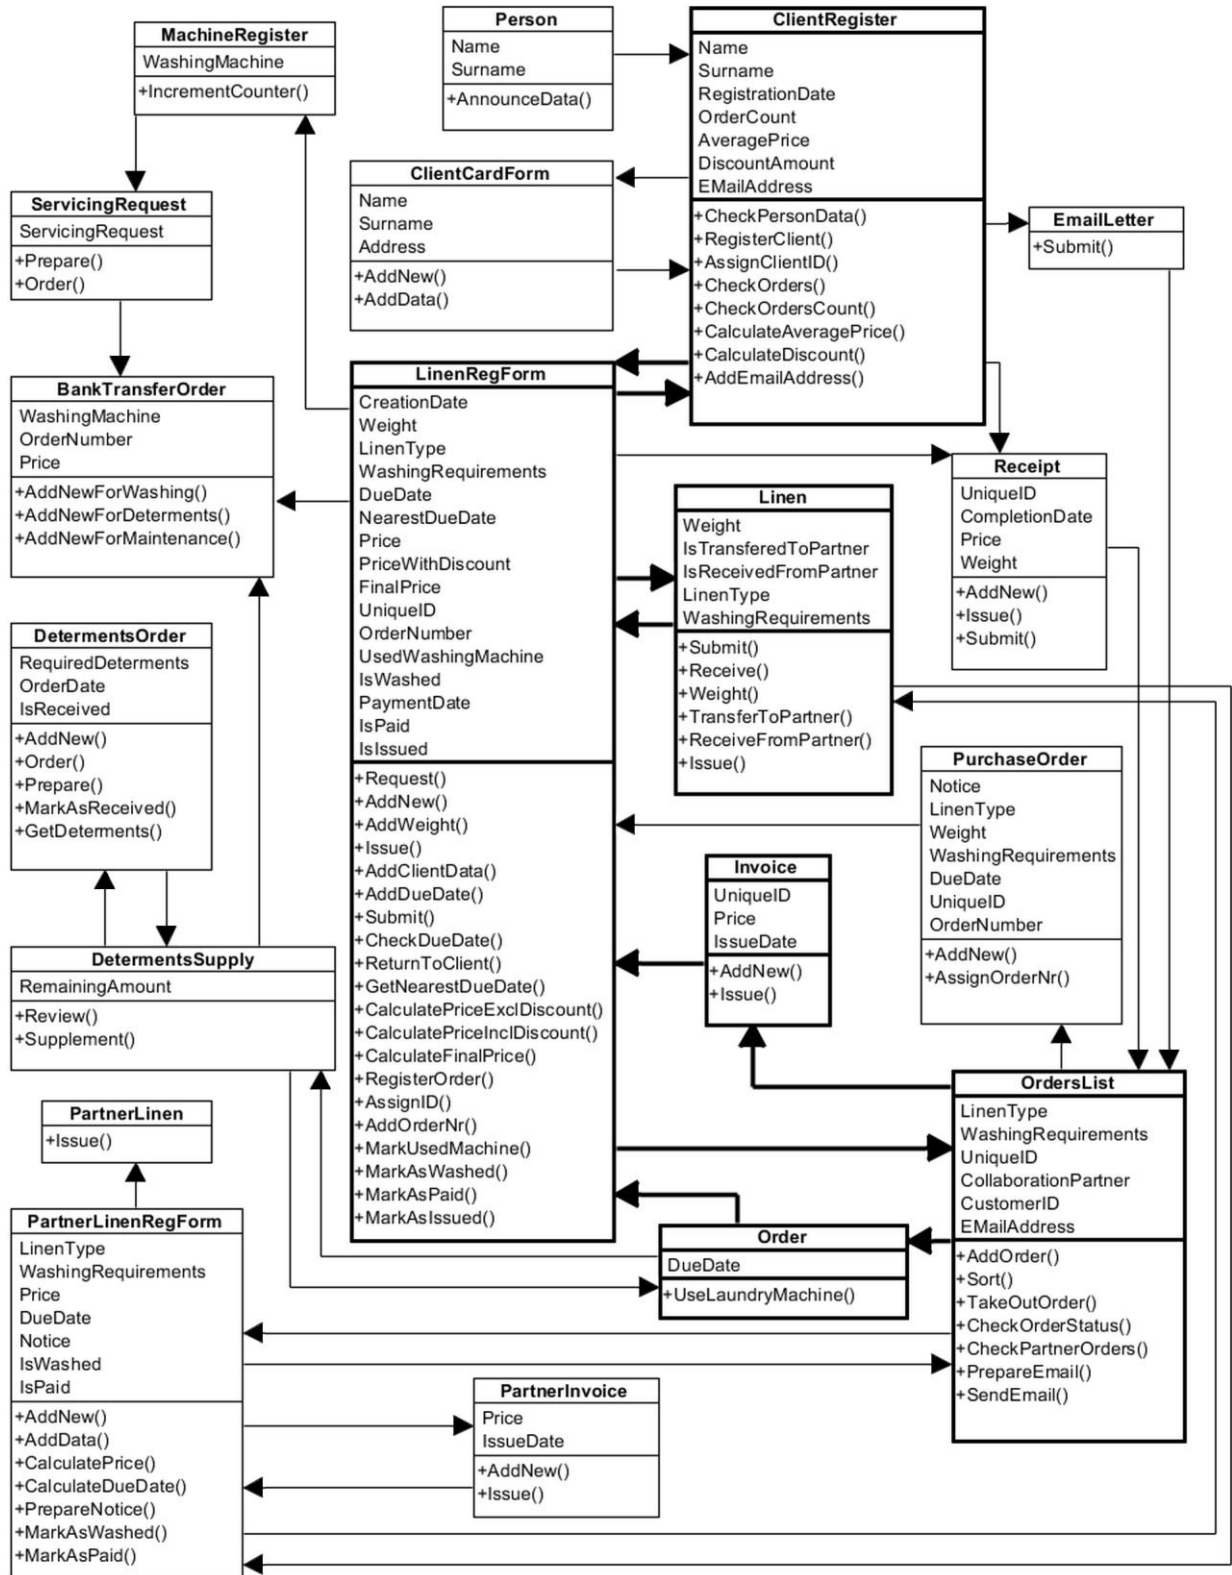 MachineRegister
WashingMachine
+IncrementCounter()
Person
Name
Surname
+AnnounceData()
ClientRegister
Name
Surname
RegistrationDate
OrderCount
AveragePrice
DiscountAmount
EMailAddress
+CheckPersonData()
+RegisterClient()
+AssignClientID()
+CheckOrders()
+CheckOrdersCount()
+CalculateAveragePrice()
+CalculateDiscount()
+AddEmailAddress()
ClientCardForm
Name
Surname
Address
+AddNew()
+AddData()
ServicingRequest
ServicingRequest
+Prepare()
+Order()
EmailLetter
+Submit()
BankTransferOrder
WashingMachine
OrderNumber
Price
+AddNewForWashing()
+AddNewForDeterments()
+AddNewForMaintenance()
LinenRegForm
CreationDate
Weight
LinenType
WashingRequirements
DueDate
NearestDueDate
Price
PriceWithDiscount
FinalPrice
UniqueID
OrderNumber
UsedWashingMachine
IsWashed
PaymentDate
IsPaid
IsIssued
+Request()
+AddNew()
+AddWeight()
+Issue()
+AddClientData()
+AddDueDate()
+Submit()
+CheckDueDate()
+ReturnToClient()
+GetNearestDueDate()
+CalculatePriceExclDiscount()
+CalculatePriceInclDiscount()
+CalculateFinalPrice()
+RegisterOrder()
+AssignID()
+AddOrderNr()
+MarkUsedMachine()
+MarkAsWashed()
+MarkAsPaid()
+MarkAsIssued()
Receipt
UniqueID
CompletionDate
Price
Weight
+AddNew()
+Issue()
+Submit()
Linen
Weight
IsTransferedToPartner
IsReceivedFromPartner
LinenType
WashingRequirements
+Submit()
+Receive()
+Weight()
+TransferToPartner()
+ReceiveFromPartner()
+Issue()
DetermentsOrder
RequiredDeterments
OrderDate
IsReceived
+AddNew()
+Order()
+Prepare()
+MarkAsReceived()
+GetDeterments()
PurchaseOrder
Notice
LinenType
Weight
WashingRequirements
DueDate
UniqueID
OrderNumber
+AddNew()
+AssignOrderNr()
Invoice
UniqueID
Price
IssueDate
+AddNew()
+Issue()
DetermentsSupply
RemainingAmount
+Review()
+Supplement()
OrdersList
LinenType
WashingRequirements
UniqueID
CollaborationPartner
CustomerID
EMailAddress
+AddOrder()
+Sort()
+TakeOutOrder()
+CheckOrderStatus()
+CheckPartnerOrders()
+PrepareEmail()
+SendEmail()
PartnerLinen
+Issue()
Order
DueDate
+UseLaundryMachine()
PartnerLinenRegForm
LinenType
WashingRequirements
Price
DueDate
Notice
IsWashed
IsPaid
+AddNew()
+AddData()
+CalculatePrice()
+CalculateDueDate()
+PrepareNotice()
+MarkAsWashed()
+MarkAsPaid()
PartnerInvoice
Price
IssueDate
+AddNew()
+Issue()